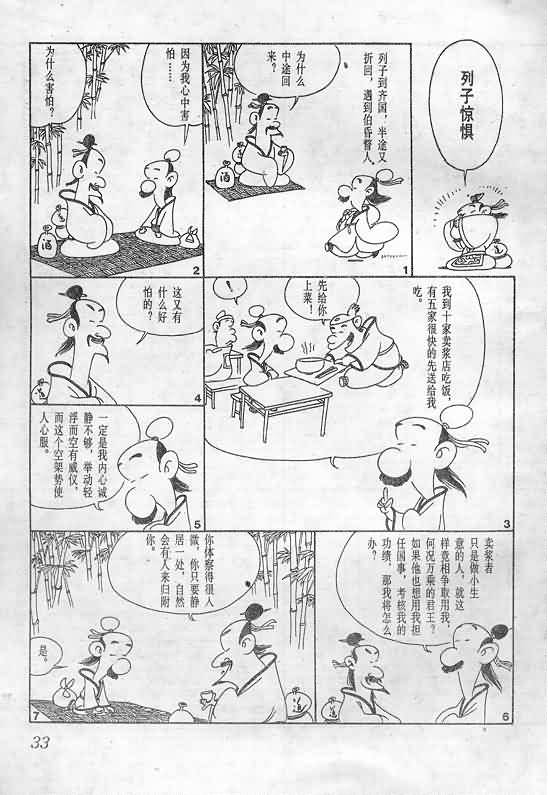 列子惊惧
列子到齐国，半途又
折回，遇到伯昏瞀人。
为什么
中途回
来？
酒
1
因为我心中害
怕……
为什么害怕？
酒
2
我到十家卖浆店吃饭，
有五家很快的先送给我
吃。
先给你
上菜！
！
3
这又有
什么好
怕的？
4
一定是我内心诚
静不够，举动轻
浮而空有威仪，
而这个空架势使
人心服。
5
卖浆者
只是做小生
意的人，就这
样竟相争取用我，
何况万乘的君王？
如果他也想用我担
任国事，考核我的
功绩，那我将怎么
办？
6
你体察得很入
微，你只要静
居一处，自然
会有人来归附
你。
是。
7
33